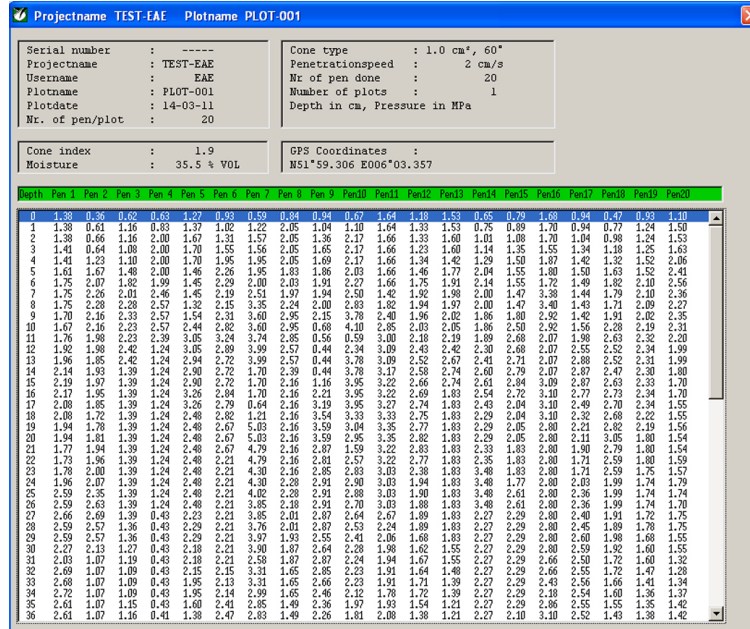 Projectname TEST-EAE Plotname PLOT-001
Serial number : -----
Projectname : TEST-EAE
Username : EAE
Plotname : PLOT-001
Plotdate : 14-03-11
Nr. of pen/plot : 20
Cone type : 1.0 cm², 60°
Penetrationspeed : 2 cm/s
Nr of pen done : 20
Number of plots : 1
Depth in cm, Pressure in MPa
Cone index : 1.9
Moisture : 35.5 % VOL
GPS Coordinates :
N51°59.306 E006°03.357
Depth Pen 1 Pen 2 Pen 3 Pen 4 Pen 5 Pen 6 Pen 7 Pen 8 Pen 9 Pen10 Pen11 Pen12 Pen13 Pen14 Pen15 Pen16 Pen17 Pen18 Pen19 Pen20
0 1.38 0.36 0.62 0.63 1.27 0.93 0.59 0.84 0.94 0.67 1.64 1.18 1.53 0.65 0.79 1.68 0.94 0.47 0.93 1.10
1 1.38 0.61 1.16 0.83 1.37 1.02 1.22 2.05 1.04 1.10 1.64 1.33 1.53 0.75 0.89 1.70 0.94 0.77 1.24 1.50
2 1.38 0.66 1.16 2.00 1.67 1.31 1.57 2.05 1.36 2.17 1.66 1.33 1.60 1.01 1.08 1.70 1.04 0.98 1.24 1.53
3 1.41 0.64 1.08 2.00 1.70 1.55 1.56 2.05 1.65 2.17 1.66 1.23 1.60 1.14 1.35 1.55 1.34 1.18 1.25 1.63
4 1.41 1.23 1.10 2.00 1.70 1.95 1.95 2.05 1.69 2.17 1.66 1.34 1.42 1.29 1.50 1.87 1.42 1.32 1.52 2.06
5 1.61 1.67 1.48 2.00 1.46 2.26 1.95 1.83 1.86 2.03 1.66 1.46 1.77 2.04 1.55 1.80 1.50 1.63 1.52 2.41
6 1.75 2.07 1.82 1.99 1.45 2.29 2.00 2.03 1.91 2.27 1.66 1.75 1.91 2.14 1.55 1.72 1.49 1.82 2.10 2.56
7 1.75 2.26 2.01 2.46 1.45 2.19 2.51 1.97 1.94 2.50 1.42 1.92 1.98 2.00 1.47 3.38 1.44 1.79 2.10 2.36
8 1.75 2.28 2.28 2.57 1.32 2.15 3.35 2.24 2.00 2.83 1.82 1.94 1.97 2.00 1.47 3.40 1.43 1.71 2.09 2.27
9 1.70 2.16 2.33 2.57 1.54 2.31 3.60 2.95 2.15 3.78 2.40 1.96 2.02 1.86 1.80 2.92 1.42 1.91 2.02 2.35
10 1.67 2.16 2.23 2.57 2.44 2.82 3.60 2.95 0.68 4.10 2.85 2.03 2.05 1.86 2.50 2.92 1.56 2.28 2.19 2.31
11 1.76 1.98 2.23 2.39 3.05 3.24 3.74 2.85 0.56 0.59 3.00 2.18 2.19 1.89 2.68 2.07 1.98 2.63 2.32 2.20
12 1.92 1.98 2.42 1.24 3.05 2.89 3.99 2.57 0.44 2.34 3.09 2.43 2.42 2.30 2.68 2.07 2.55 2.52 2.34 1.99
13 1.96 1.85 2.42 1.24 2.94 2.72 3.99 2.57 0.44 3.78 3.09 2.52 2.67 2.41 2.71 2.07 2.88 2.52 2.31 1.99
14 2.14 1.93 1.39 1.24 2.90 2.72 1.70 2.39 0.44 3.78 3.17 2.58 2.74 2.60 2.79 2.07 2.87 2.47 2.30 1.80
15 2.19 1.97 1.39 1.24 2.90 2.72 1.70 2.16 1.16 3.95 3.22 2.66 2.74 2.61 2.84 3.09 2.87 2.63 2.33 1.70
16 2.17 1.95 1.39 1.24 3.26 2.84 1.70 2.16 2.21 3.95 3.22 2.69 1.83 2.54 2.72 3.10 2.77 2.73 2.34 1.70
17 2.08 1.85 1.39 1.24 3.26 2.79 0.64 2.16 3.19 3.95 3.27 2.74 1.83 2.43 2.04 3.10 2.49 2.70 2.34 1.55
18 2.08 1.72 1.39 1.24 2.48 2.82 1.21 2.16 3.54 3.33 3.33 2.75 1.83 2.29 2.04 3.10 2.32 2.68 2.22 1.55
19 1.94 1.78 1.39 1.24 2.48 2.67 5.03 2.16 3.59 3.04 3.35 2.77 1.83 2.29 2.05 2.80 2.21 2.82 2.19 1.56
20 1.94 1.81 1.39 1.24 2.48 2.67 5.03 2.16 3.59 2.95 3.35 2.82 1.83 2.29 2.05 2.80 2.11 3.05 1.80 1.54
21 1.77 1.94 1.39 1.24 2.48 2.67 4.79 2.16 2.87 1.59 3.22 2.83 1.83 2.33 1.83 2.80 1.90 2.79 1.80 1.54
22 1.73 1.96 1.39 1.24 2.48 2.21 4.79 2.16 2.81 2.57 3.22 2.77 1.83 2.35 1.83 2.80 1.71 2.59 1.80 1.59
23 1.78 2.00 1.39 1.24 2.48 2.21 4.30 2.16 2.85 2.83 3.03 2.38 1.83 3.48 1.83 2.80 1.71 2.59 1.75 1.57
24 1.96 2.07 1.39 1.24 2.48 2.21 4.30 2.28 2.91 2.90 3.03 1.94 1.83 3.48 1.77 2.80 2.03 1.99 1.74 1.79
25 2.59 2.35 1.39 1.24 2.48 2.21 4.02 2.28 2.91 2.88 3.03 1.90 1.83 3.48 2.61 2.80 2.36 1.99 1.74 1.74
26 2.59 2.63 1.39 1.24 2.48 2.21 3.85 2.18 2.91 2.70 3.03 1.88 1.83 3.48 2.61 2.80 2.36 1.99 1.74 1.70
27 2.66 2.69 1.39 0.43 2.23 2.21 3.85 2.01 2.87 2.64 2.67 1.89 1.83 2.27 2.29 2.80 2.40 1.91 1.72 1.75
28 2.59 2.57 1.36 0.43 2.29 2.21 3.76 2.01 2.87 2.53 2.24 1.89 1.83 2.27 2.29 2.80 2.45 1.89 1.78 1.75
29 2.59 2.57 1.36 0.43 2.29 2.21 3.97 1.93 2.55 2.41 2.06 1.68 1.83 2.27 2.29 2.80 2.60 1.98 1.68 1.55
30 2.27 2.13 1.27 0.43 2.18 2.21 3.90 1.87 2.64 2.28 1.98 1.62 1.55 2.27 2.29 2.80 2.59 1.92 1.60 1.55
31 2.03 1.07 1.19 0.43 2.18 2.21 2.58 1.87 2.87 2.24 1.94 1.67 1.55 2.27 2.29 2.66 2.50 1.72 1.60 1.32
32 2.69 1.07 1.09 0.43 2.15 2.15 3.31 1.65 2.85 2.23 1.91 1.64 1.48 2.27 2.29 2.66 2.55 1.72 1.47 1.28
33 2.68 1.07 1.09 0.43 1.95 2.13 3.31 1.65 2.66 2.23 1.91 1.71 1.39 2.27 2.29 2.43 2.56 1.66 1.41 1.34
34 2.72 1.07 1.09 0.43 1.95 2.14 2.99 1.65 2.46 2.12 1.78 1.72 1.39 2.27 2.29 2.18 2.54 1.60 1.36 1.37
35 2.61 1.07 1.15 0.43 1.60 2.41 2.85 1.49 2.36 1.97 1.93 1.54 1.21 2.27 2.29 2.86 2.55 1.55 1.35 1.42
36 2.61 1.07 1.16 0.41 1.38 2.47 2.83 1.49 2.26 1.81 2.08 1.38 1.21 2.27 2.10 3.10 2.52 1.43 1.38 1.42